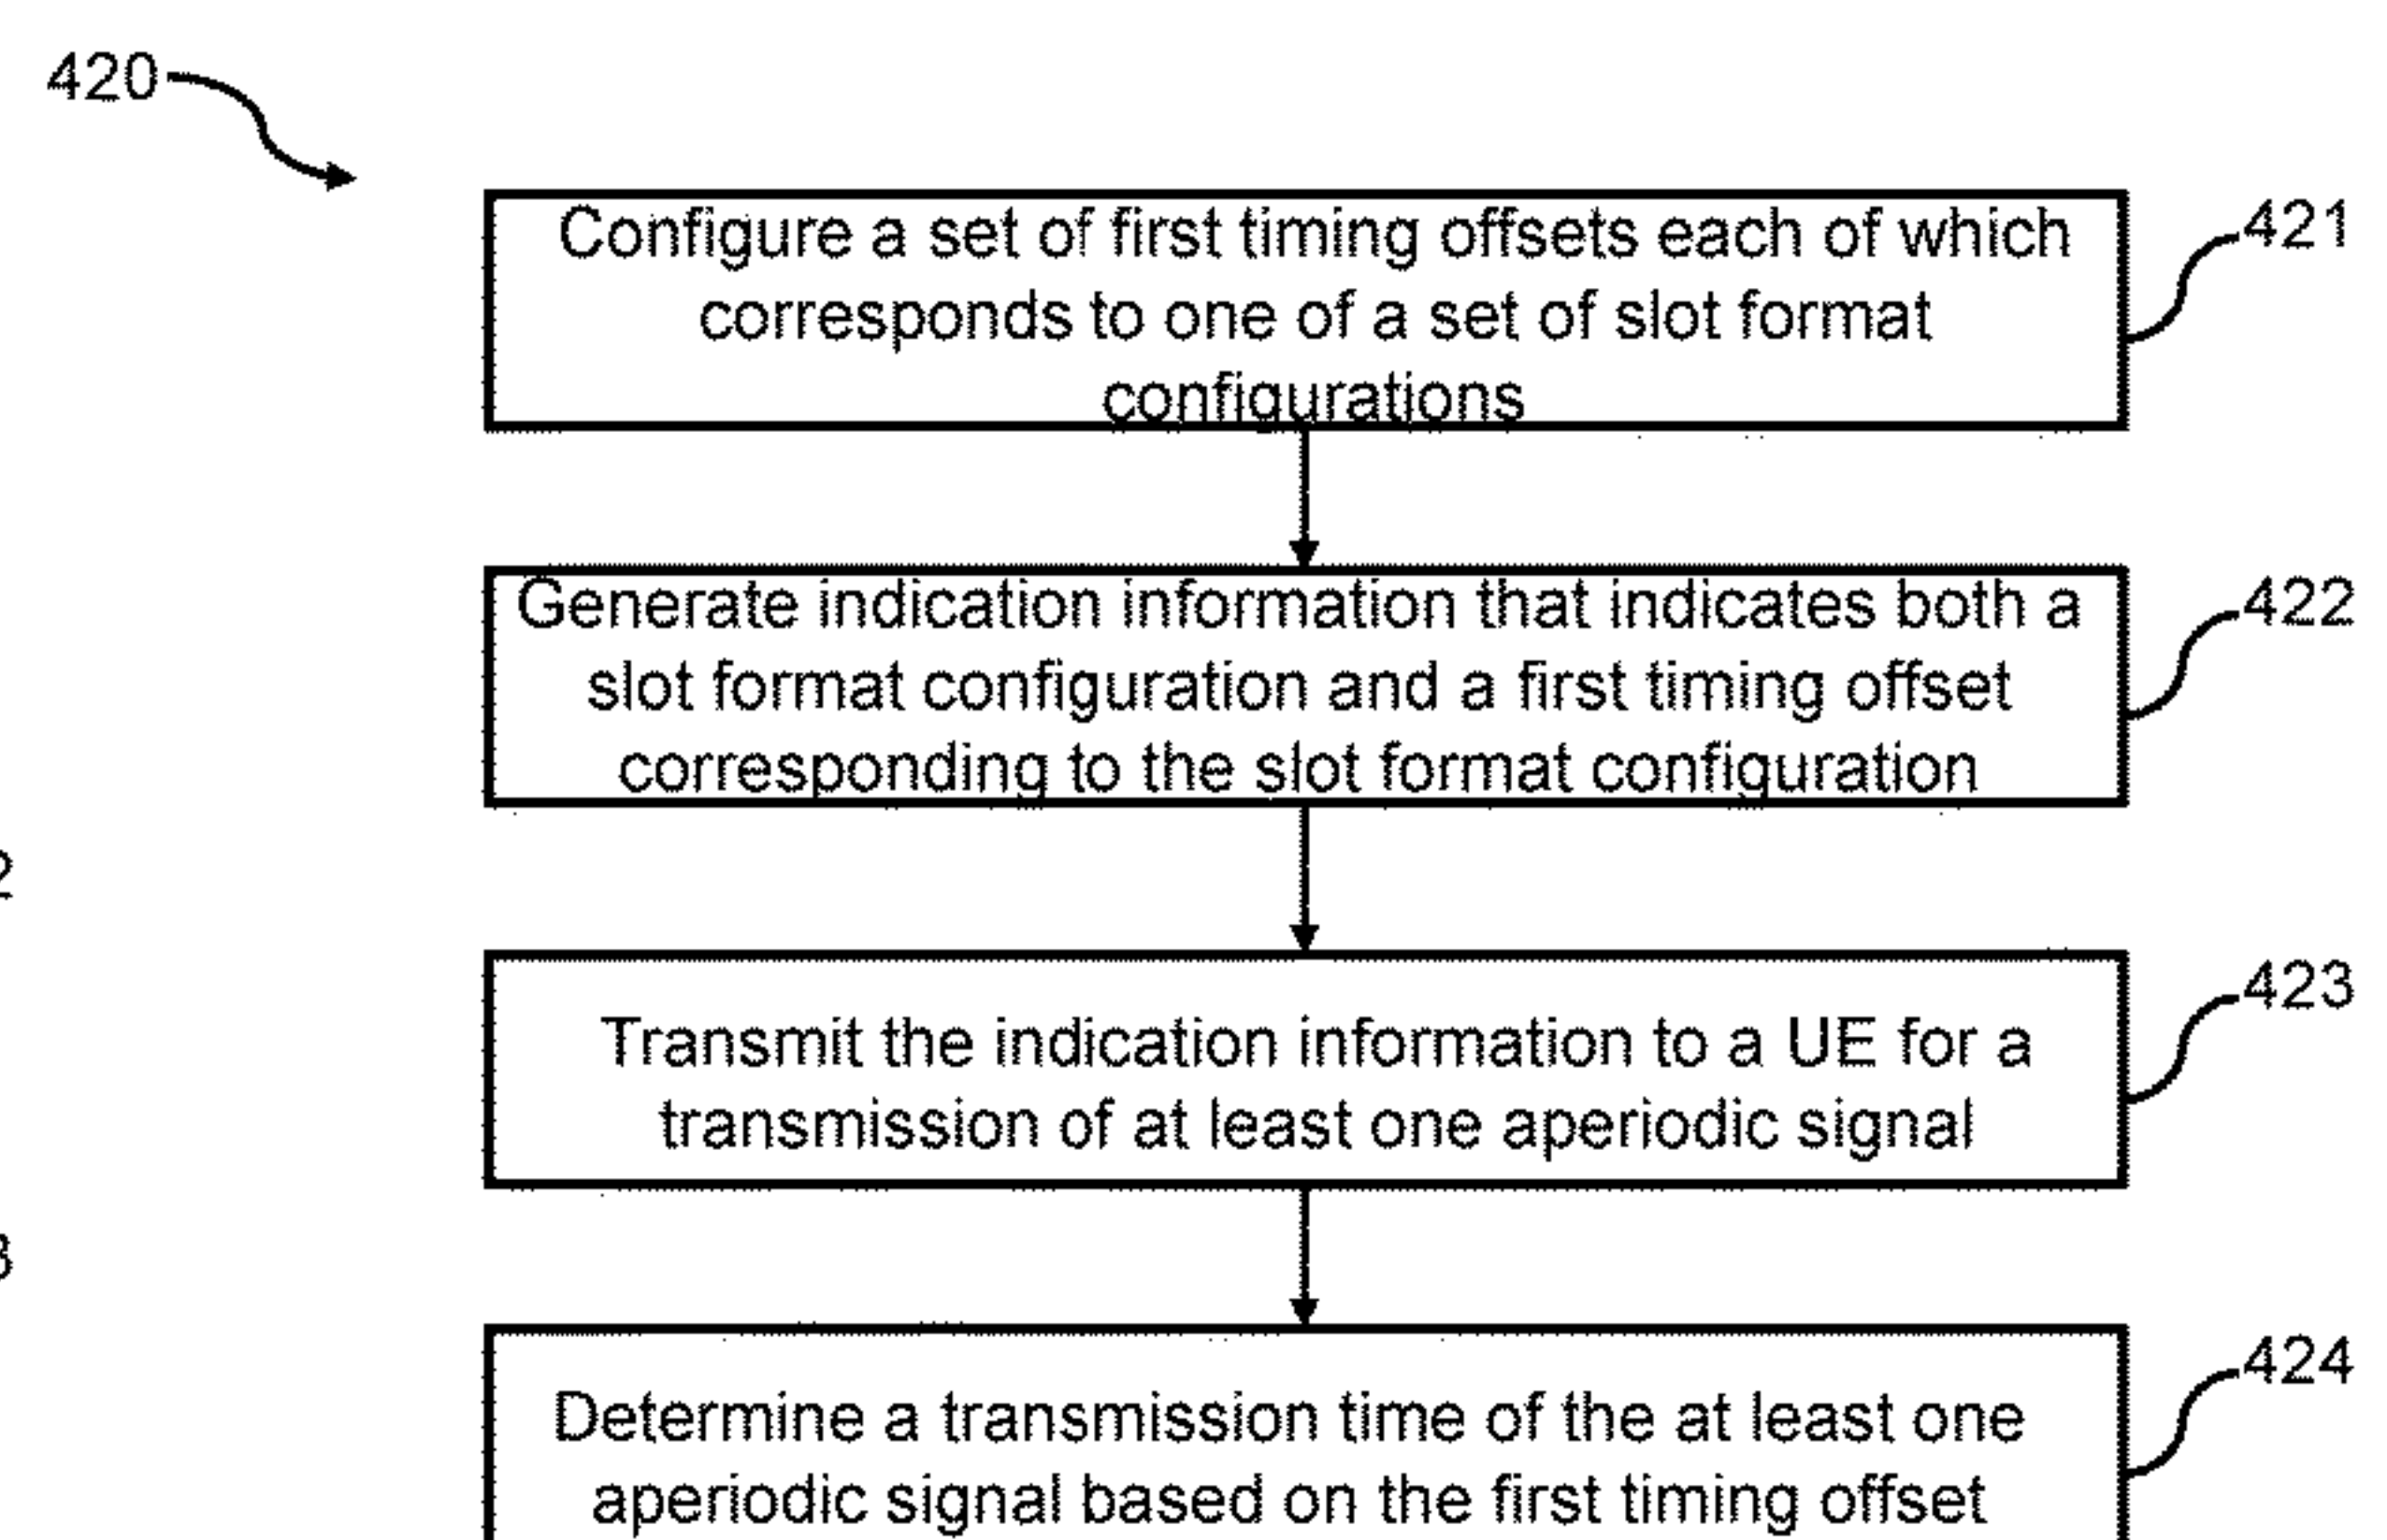 420
Configure a set of first timing offsets each of which
corresponds to one of a set of slot format
configurations
421
Generate indication information that indicates both a
slot format configuration and a first timing offset
corresponding to the slot format configuration
422
Transmit the indication information to a UE for a
transmission of at least one aperiodic signal
423
Determine a transmission time of the at least one
aperiodic signal based on the first timing offset
424